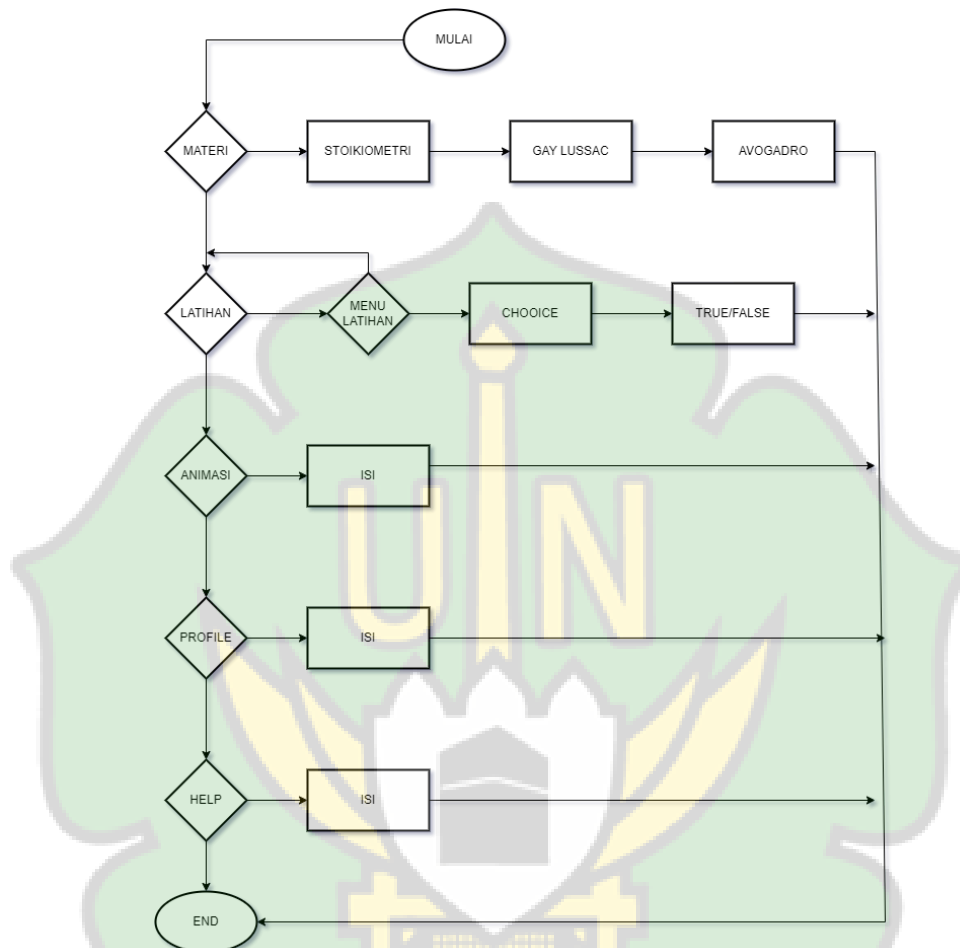 MULAI
MATERI
STOIKIOMETRI
GAY LUSSAC
AVOGADRO
LATIHAN
MENU
LATIHAN
CHOOICE
TRUE/FALSE
ANIMASI
ISI
PROFILE
ISI
HELP
ISI
END
UIN